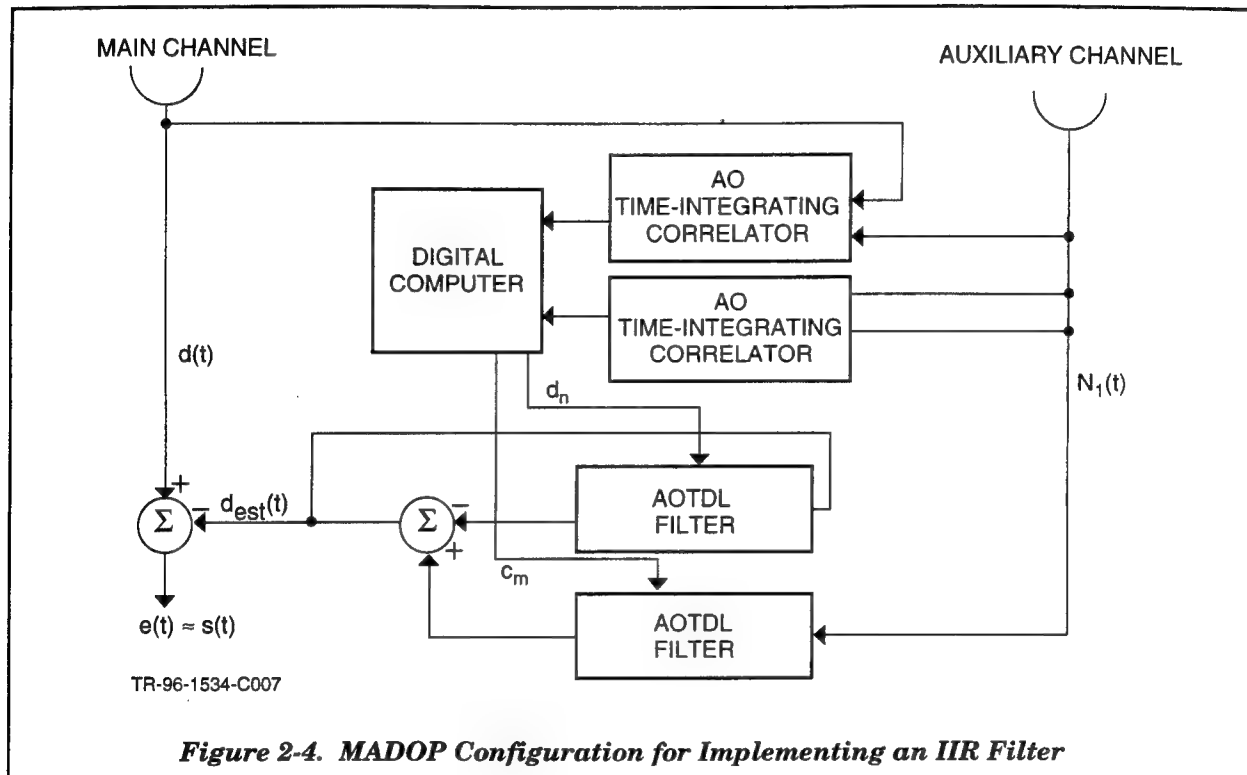 MAIN CHANNEL
AUXILIARY CHANNEL
AO
TIME-INTEGRATING
CORRELATOR
DIGITAL
COMPUTER
AO
TIME-INTEGRATING
CORRELATOR
d(t)
N₁(t)
dₙ
+
−
d_est(t)
Σ
Σ
−
+
AOTDL
FILTER
cₘ
AOTDL
FILTER
e(t) ≈ s(t)
TR-96-1534-C007
Figure 2-4. MADOP Configuration for Implementing an IIR Filter